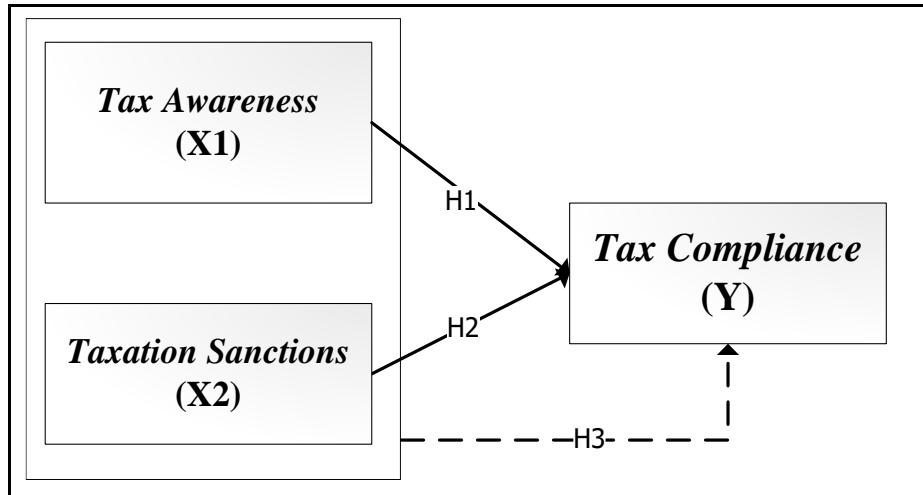 Tax Awareness
(X1)
H1
Tax Compliance
(Y)
Taxation Sanctions
(X2)
H2
H3